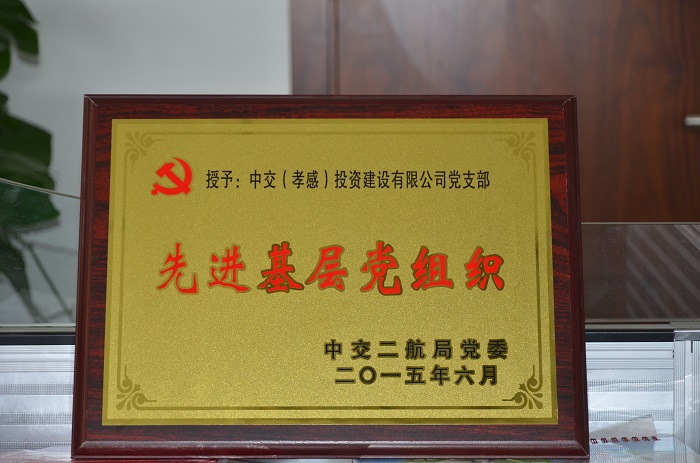 授予：中交（孝感）投资建设有限公司党支部
先进基层党组织
中交二航局党委
二〇一五年六月